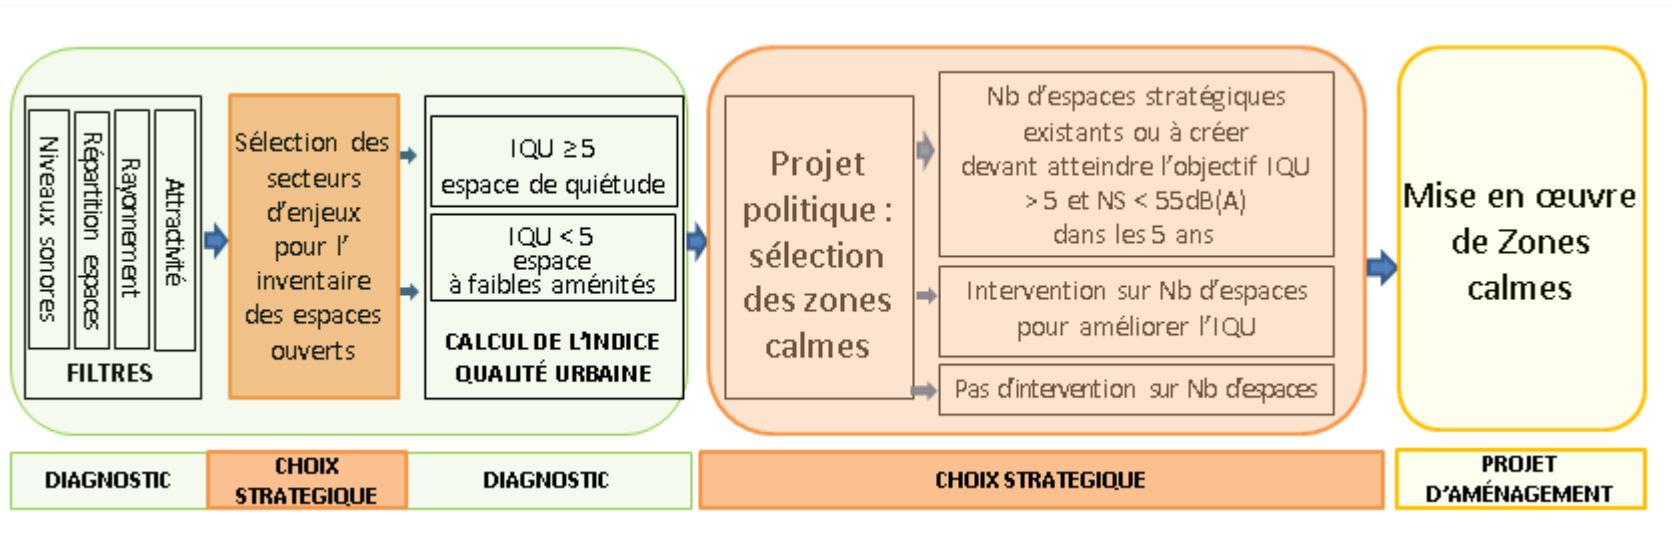 Niveaux sonores
Répartition espaces
Rayonnement
Attractivité
FILTRES
Sélection des
secteurs
d'enjeux
pour l'
inventaire
des espaces
ouverts
IQU ≥ 5
espace de quiétude
IQU < 5
espace
à faibles aménités
CALCUL DE L'INDICE
QUALITÉ URBAINE
Projet
politique :
sélection
des zones
calmes
Nb d'espaces stratégiques
existants ou à créer
devant atteindre l'objectif IQU
> 5 et NS < 55dB(A)
dans les 5 ans
Intervention sur Nb d'espaces
pour améliorer l'IQU
Pas d'intervention sur Nb d'espaces
Mise en œuvre
de Zones
calmes
DIAGNOSTIC
CHOIX
STRATEGIQUE
DIAGNOSTIC
CHOIX STRATEGIQUE
PROJET
D'AMÉNAGEMENT